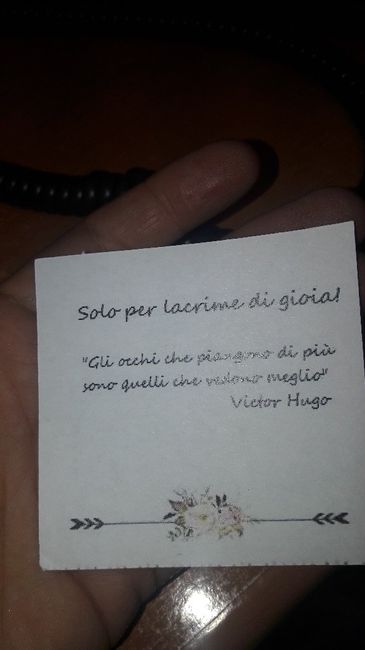 Solo per lacrime di gioia!
"Gli occhi che piangono di più
sono quelli che vedono meglio"
Victor Hugo